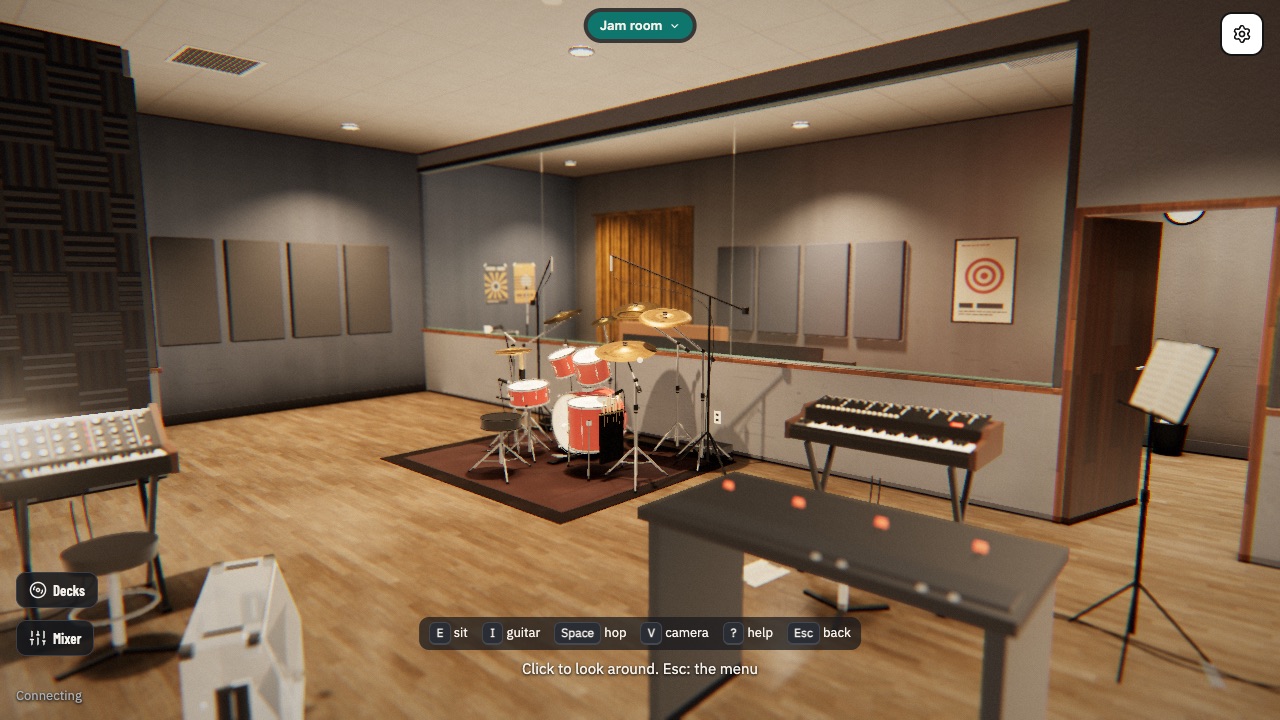 Jam room
Decks
Mixer
E sit I guitar Space hop V camera ? help Esc back
Click to look around. Esc: the menu
Connecting